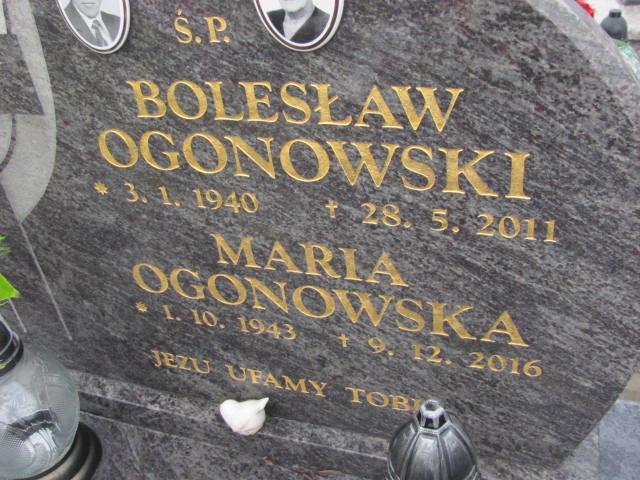 Ś.P.
BOLESŁAW
OGONOWSKI
* 3. 1. 1940 † 28. 5. 2011
MARIA
OGONOWSKA
* 1. 10. 1943 † 9. 12. 2016
JEZU UFAMY